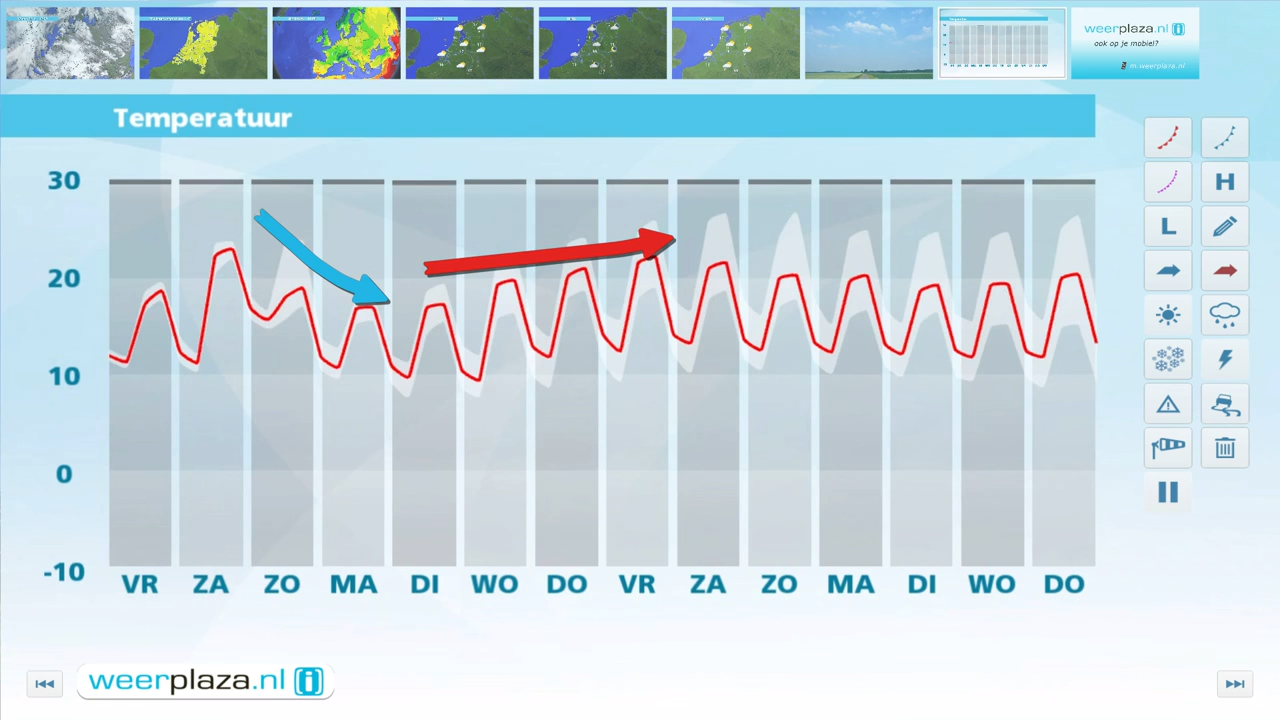 weerplaza.nl i
ook op je mobiel?
m.weerplaza.nl
Temperatuur
30
20
10
0
-10
VR ZA ZO MA DI WO DO VR ZA ZO MA DI WO DO
H
L
weerplaza.nl i